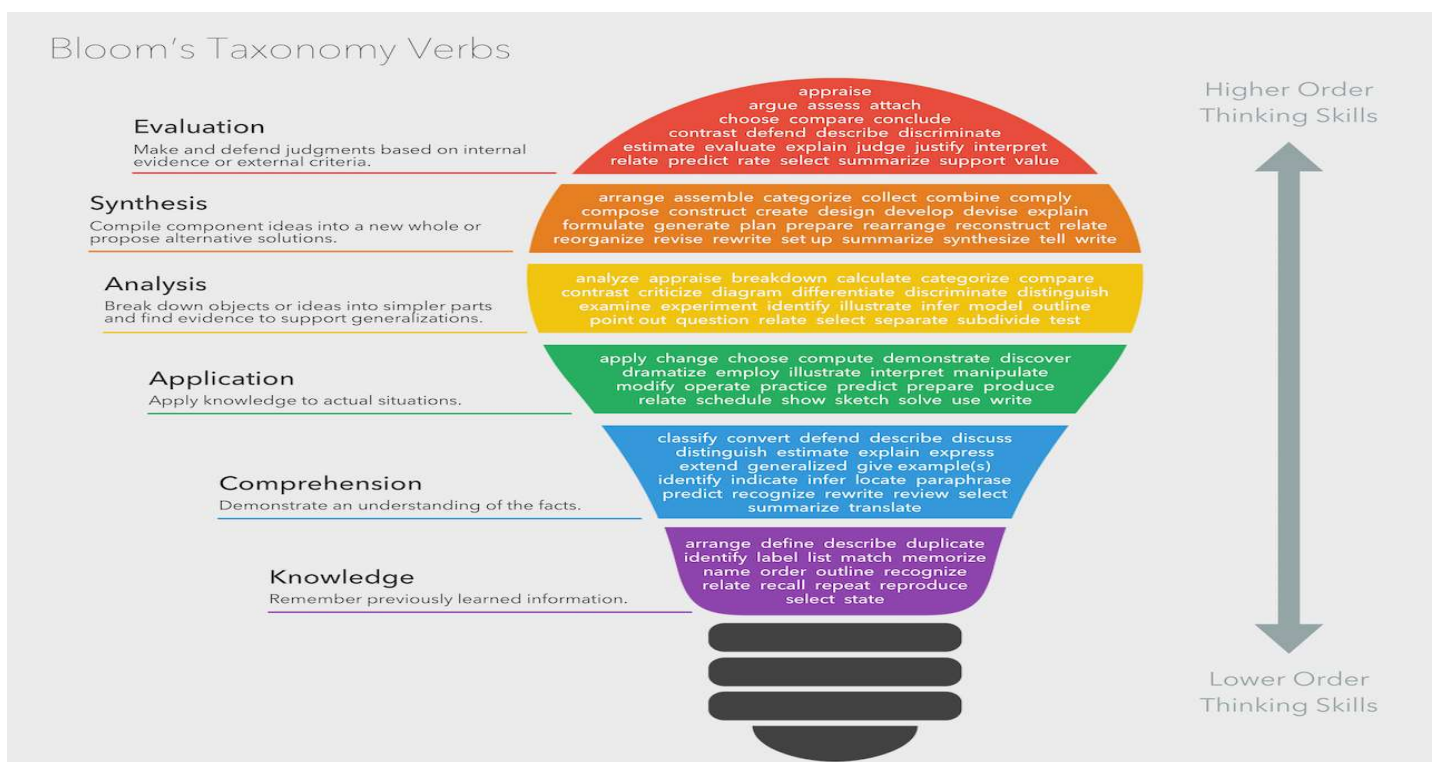 Bloom's Taxonomy Verbs
Higher Order
Thinking Skills
Evaluation
Make and defend judgments based on internal
evidence or external criteria.
appraise
argue assess attach
choose compare conclude
contrast defend describe discriminate
estimate evaluate explain judge justify interpret
relate predict rate select summarize support value
Synthesis
Compile component ideas into a new whole or
propose alternative solutions.
arrange assemble categorize collect combine comply
compose construct create design develop devise explain
formulate generate plan prepare rearrange reconstruct relate
reorganize revise rewrite set up summarize synthesize tell write
Analysis
Break down objects or ideas into simpler parts
and find evidence to support generalizations.
analyze appraise breakdown calculate categorize compare
contrast criticize diagram differentiate discriminate distinguish
examine experiment identify illustrate infer model outline
point out question relate select separate subdivide test
Application
Apply knowledge to actual situations.
apply change choose compute demonstrate discover
dramatize employ illustrate interpret manipulate
modify operate practice predict prepare produce
relate schedule show sketch solve use write
Comprehension
Demonstrate an understanding of the facts.
classify convert defend describe discuss
distinguish estimate explain express
extend generalized give example(s)
identify indicate infer locate paraphrase
predict recognize rewrite review select
summarize translate
Knowledge
Remember previously learned information.
arrange define describe duplicate
identify label list match memorize
name order outline recognize
relate recall repeat reproduce
select state
Lower Order
Thinking Skills